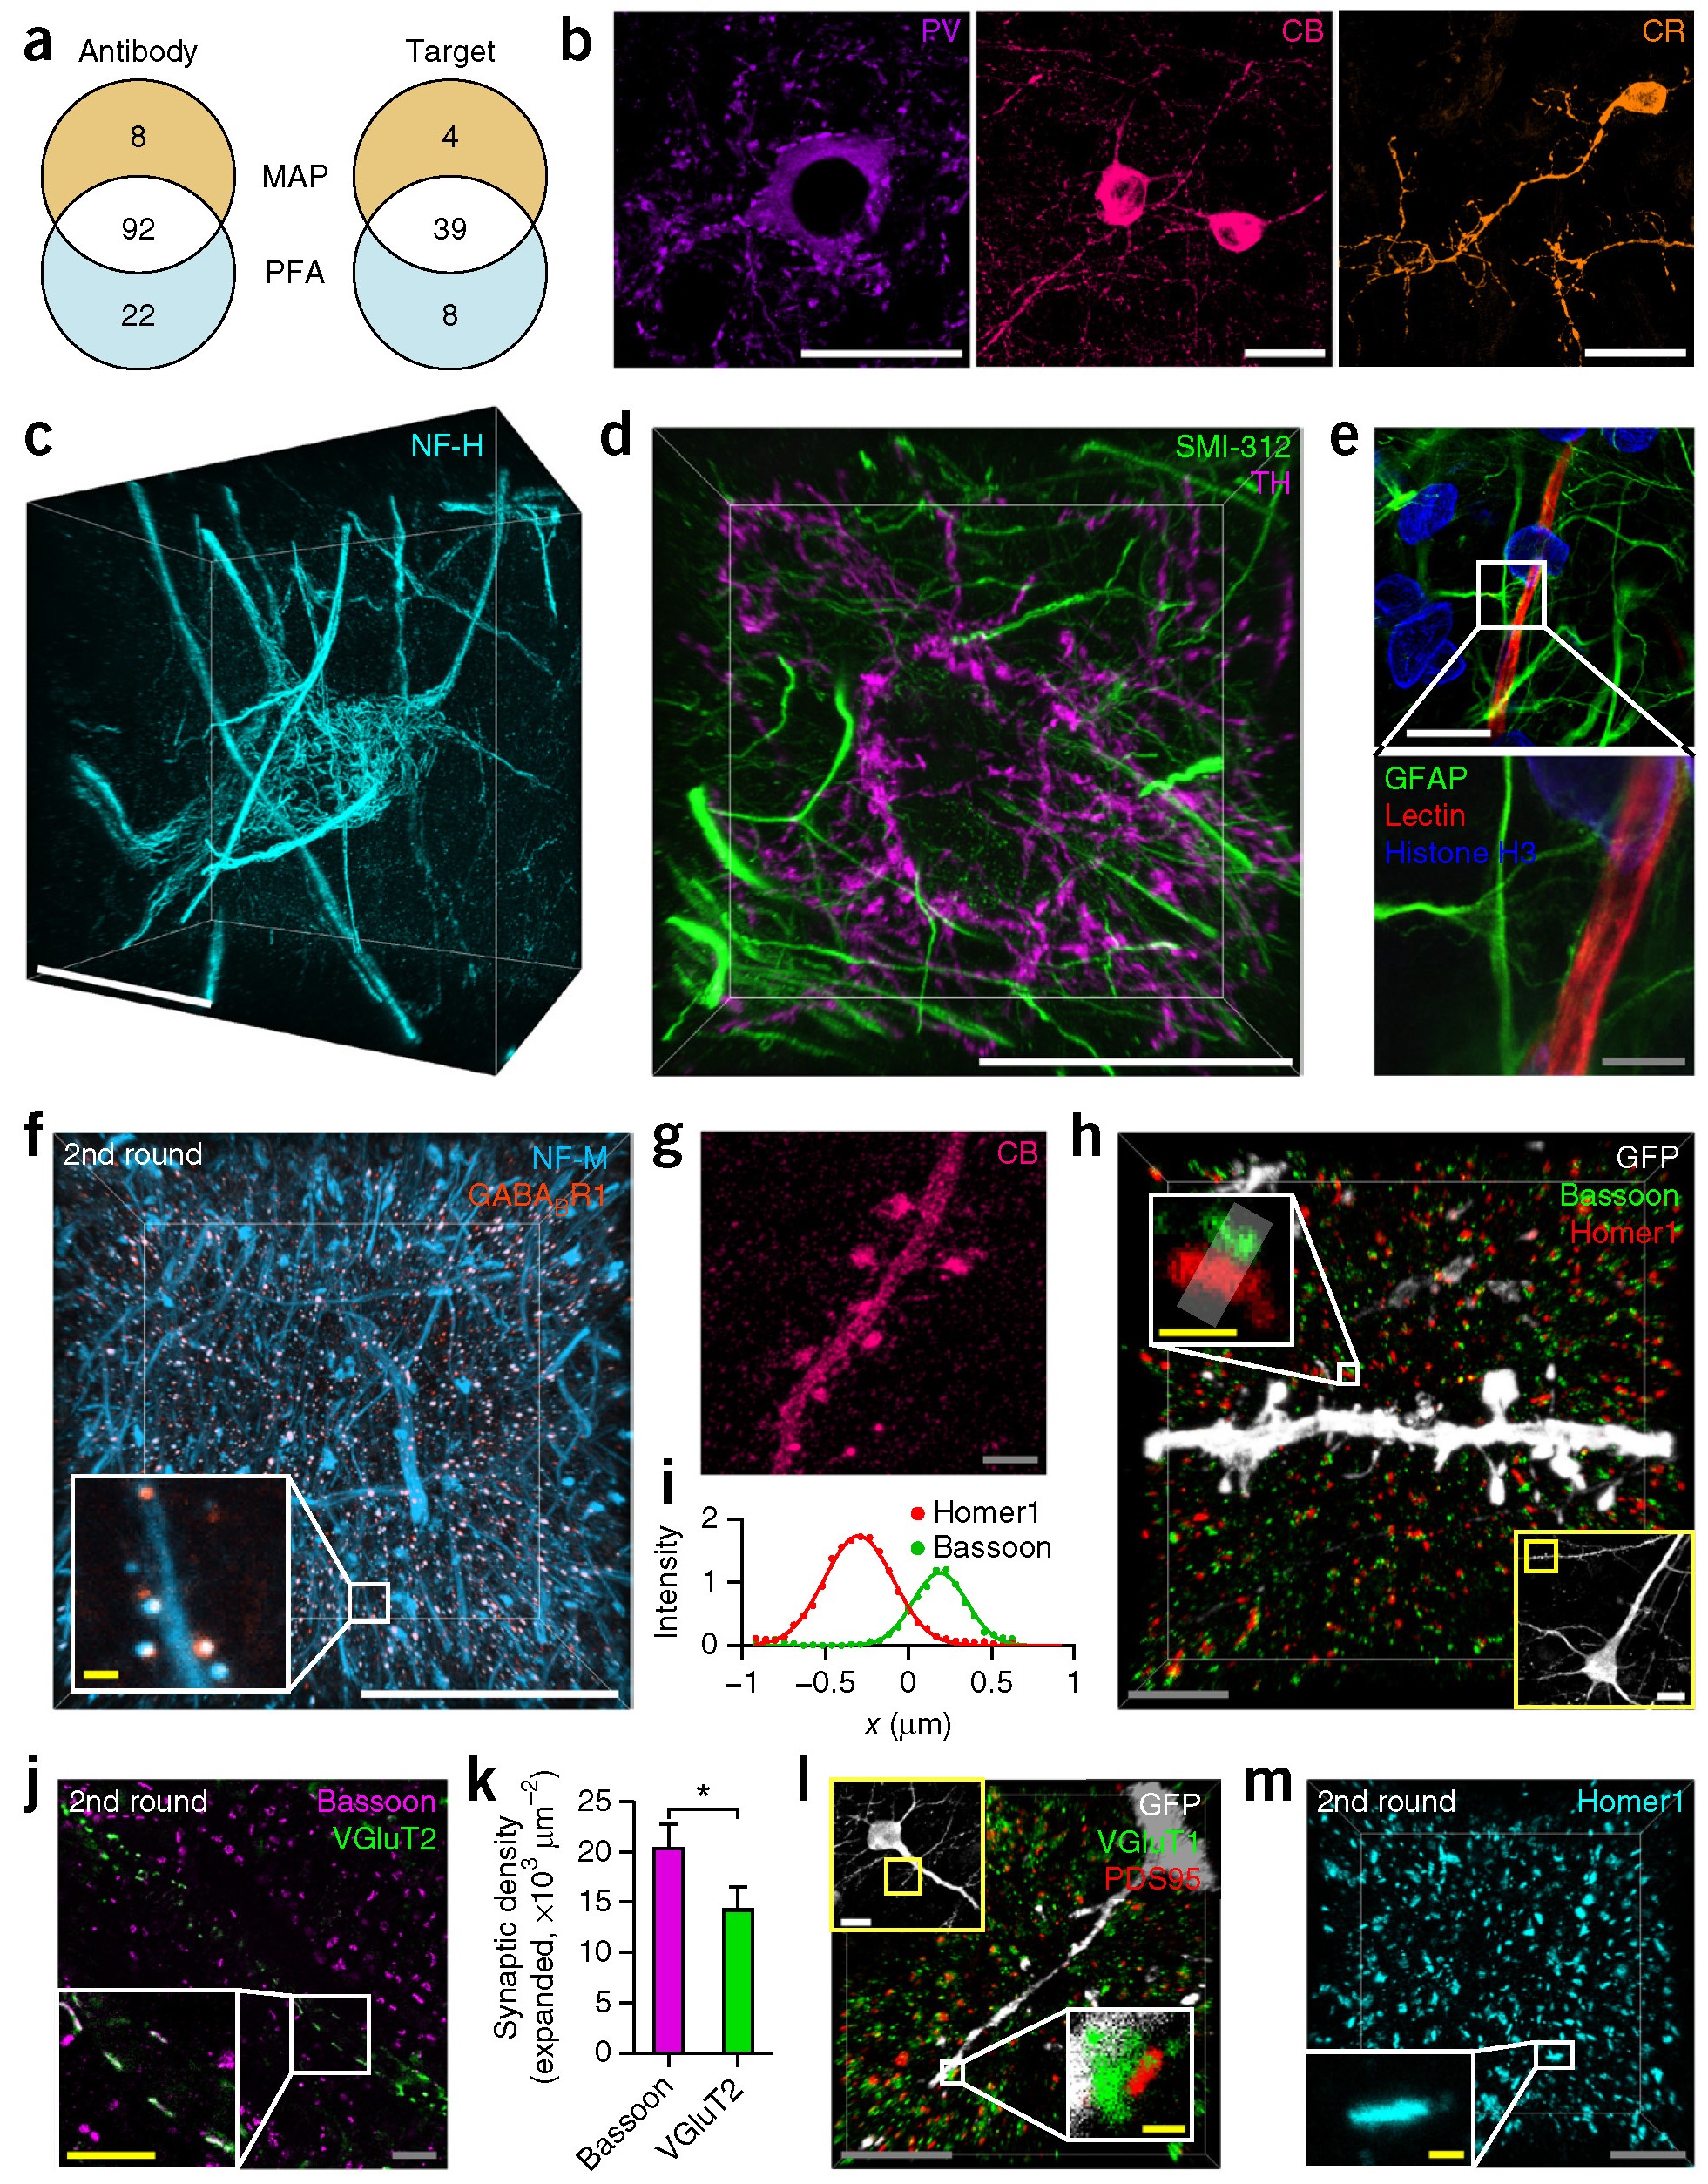 a
Antibody
Target
8
4
MAP
92
39
PFA
22
8
b
PV
CB
CR
c
NF-H
d
SMI-312
TH
e
GFAP
Lectin
Histone H3
f
2nd round
NF-M
GABA_BR1
g
CB
h
GFP
Bassoon
Homer1
i
Homer1
Bassoon
Intensity
2
1
0
−1
−0.5
0
0.5
1
x (μm)
j
2nd round
Bassoon
VGluT2
k
Synaptic density
(expanded, ×10³ μm⁻²)
25
20
15
10
5
0
*
Bassoon
VGluT2
l
GFP
VGluT1
PDS95
m
2nd round
Homer1